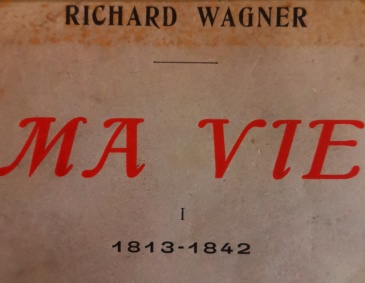 RICHARD WAGNER
MA VIE
I
1813-1842